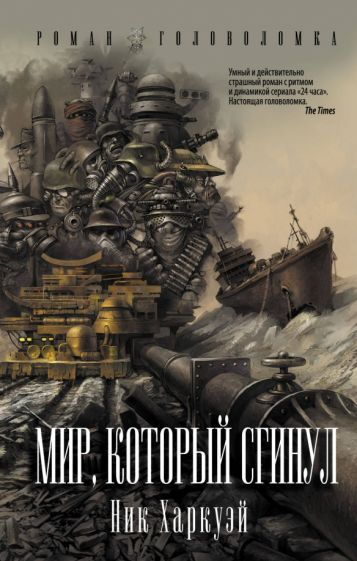 РОМАН ГОЛОВОЛОМКА
Умный и действительно
страшный роман с ритмом
и динамикой сериала «24 часа».
Настоящая головоломка.
The Times
МИР, КОТОРЫЙ СГИНУЛ
Ник Харкуэй